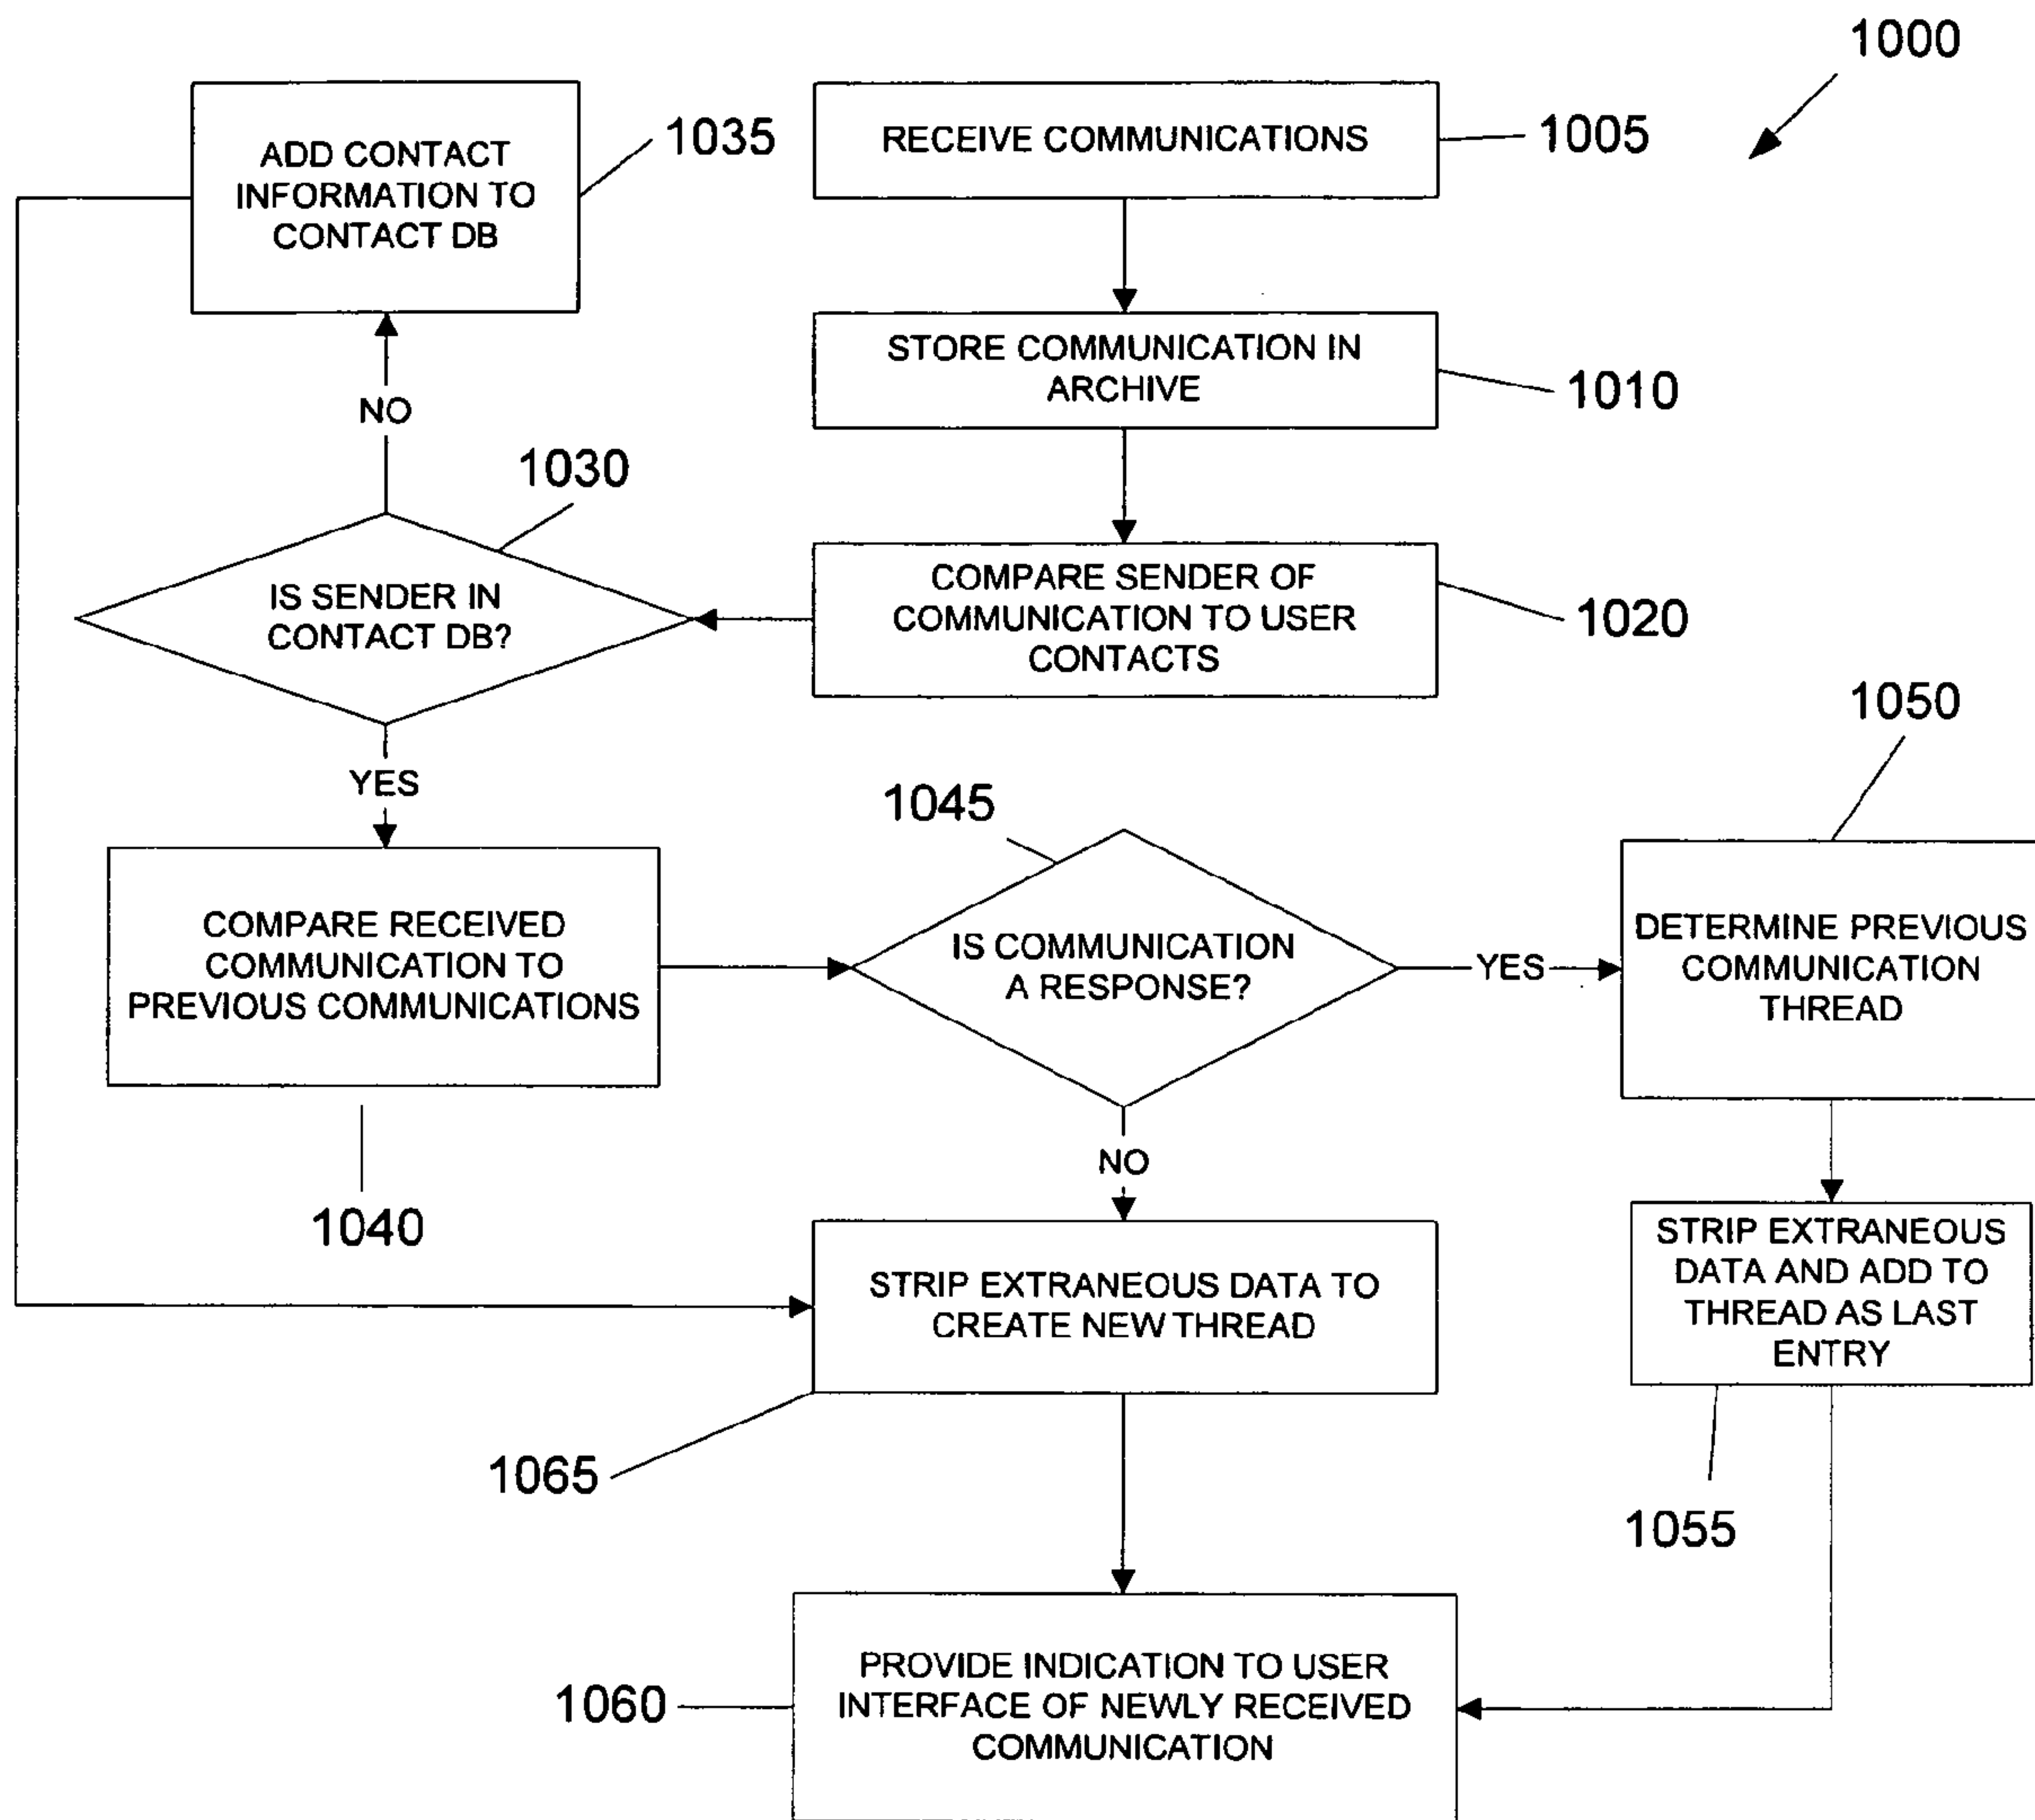 1000
ADD CONTACT
INFORMATION TO
CONTACT DB
1035
RECEIVE COMMUNICATIONS
1005
STORE COMMUNICATION IN
ARCHIVE
1010
NO
1030
IS SENDER IN
CONTACT DB?
COMPARE SENDER OF
COMMUNICATION TO USER
CONTACTS
1020
YES
1050
1045
COMPARE RECEIVED
COMMUNICATION TO
PREVIOUS COMMUNICATIONS
1040
IS COMMUNICATION
A RESPONSE?
YES
DETERMINE PREVIOUS
COMMUNICATION
THREAD
NO
STRIP EXTRANEOUS DATA TO
CREATE NEW THREAD
1065
STRIP EXTRANEOUS
DATA AND ADD TO
THREAD AS LAST
ENTRY
1055
1060
PROVIDE INDICATION TO USER
INTERFACE OF NEWLY RECEIVED
COMMUNICATION